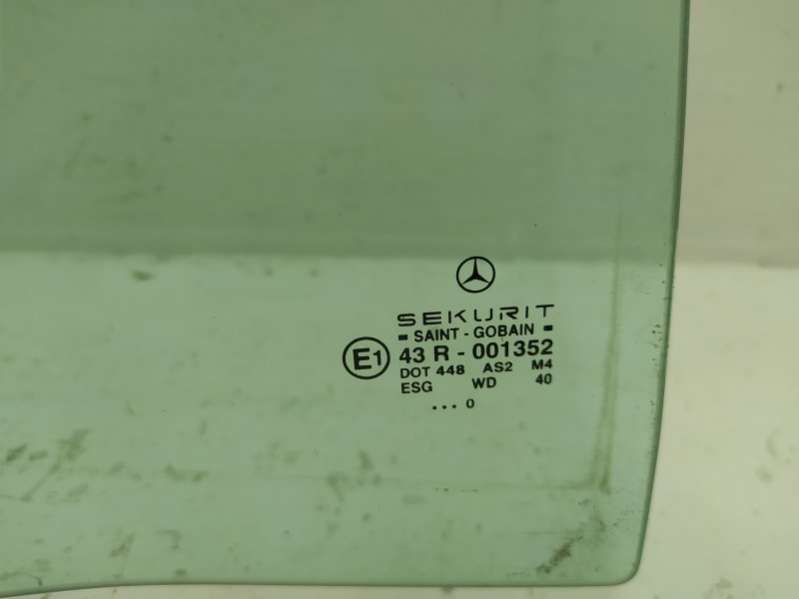 SEKURIT
SAINT - GOBAIN
E1 43 R - 001352
DOT 448 AS2 M4
ESG WD 40
... 0